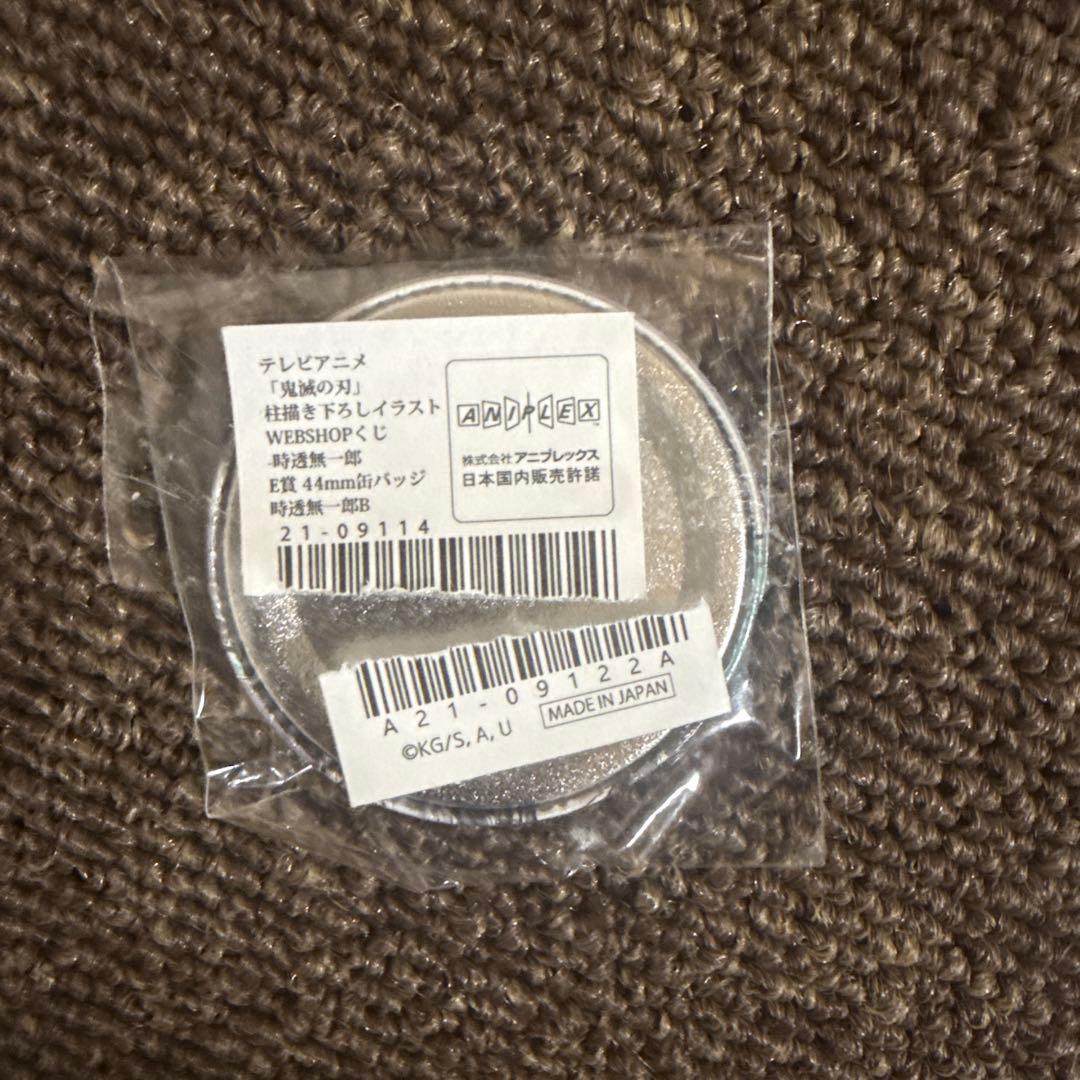 テレビアニメ
「鬼滅の刃」
柱描き下ろしイラスト
WEBSHOPくじ
-時透無一郎
E賞 44mm缶バッジ
時透無一郎B
21-09114
ANIPLEX
株式会社アニプレックス
日本国内販売許諾
A21-09122A
©KG/S, A, U
MADE IN JAPAN